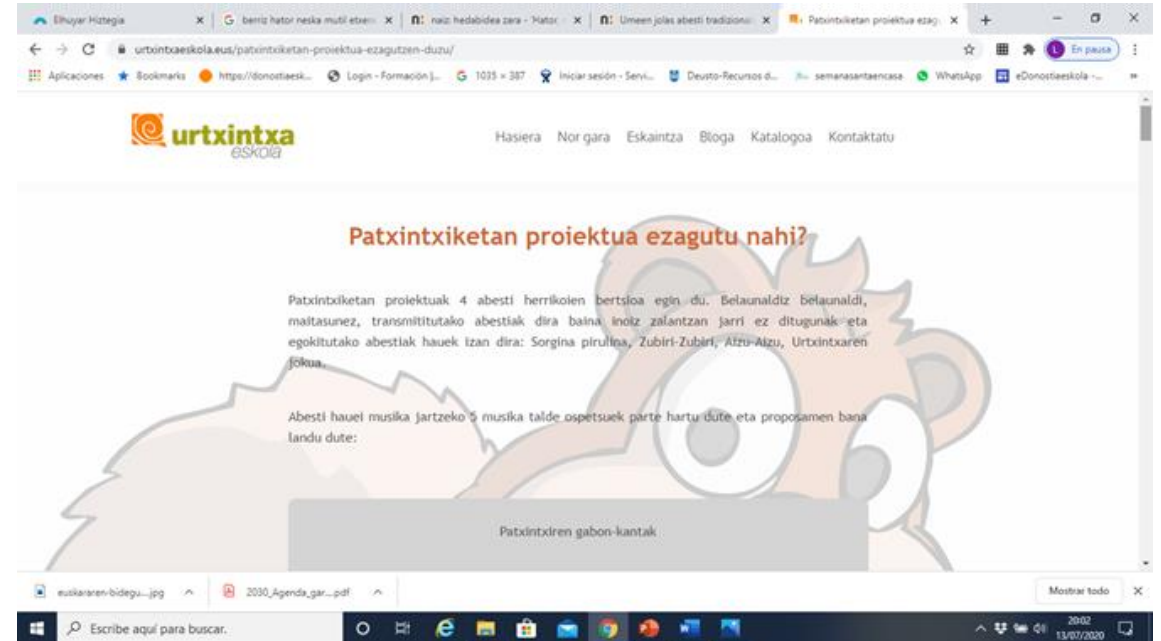 Elhuyar Hiztegia
berriz hator neska mutil etxera
naiz: hedabidea zara - 'Hator
Umeen jolas abesti tradiziona
Patxintxiketan proiektua ezag
urtxintxaeskola.eus/patxintxiketan-proiektua-ezagutzen-duzu/
L En pausa
Aplicaciones Bookmarks https://donostiaesk... Login - Formación J... 1035 × 387 Iniciar sesión - Servi... Deusto-Recursos d... semanasantaencasa WhatsApp eDonostiaeskola -...
urtxintxa
eskola
Hasiera Nor gara Eskaintza Bloga Katalogoa Kontaktatu
Patxintxiketan proiektua ezagutu nahi?
Patxintxiketan proiektuak 4 abesti herrikoien bertsioa egin du. Belaunaldiz belaunaldi,
maitasunez, transmititutako abestiak dira baina inoiz zalantzan jarri ez ditugunak eta
egokitutako abestiak hauek izan dira: Sorgina pirulina, Zubiri-Zubiri, Aizu-Aizu, Urtxintxaren
jokua.
Abesti hauei musika jartzeko 5 musika talde ospetsuek parte hartu dute eta proposamen bana
landu dute:
Patxintxiren gabon-kantak
euskararen-bidegu....jpg
2030_Agenda_gar....pdf
Mostrar todo
Escribe aquí para buscar.
20:02
13/07/2020